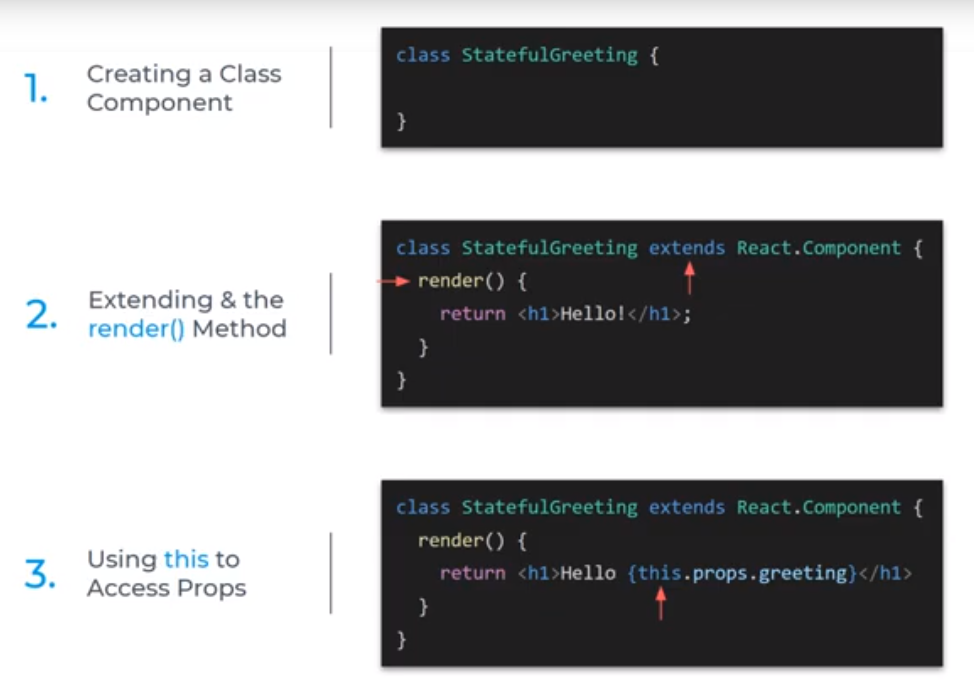 1.
Creating a Class
Component
class StatefulGreeting {
}
2.
Extending & the
render() Method
class StatefulGreeting extends React.Component {
render() {
return <h1>Hello!</h1>;
}
}
3.
Using this to
Access Props
class StatefulGreeting extends React.Component {
render() {
return <h1>Hello {this.props.greeting}</h1>
}
}